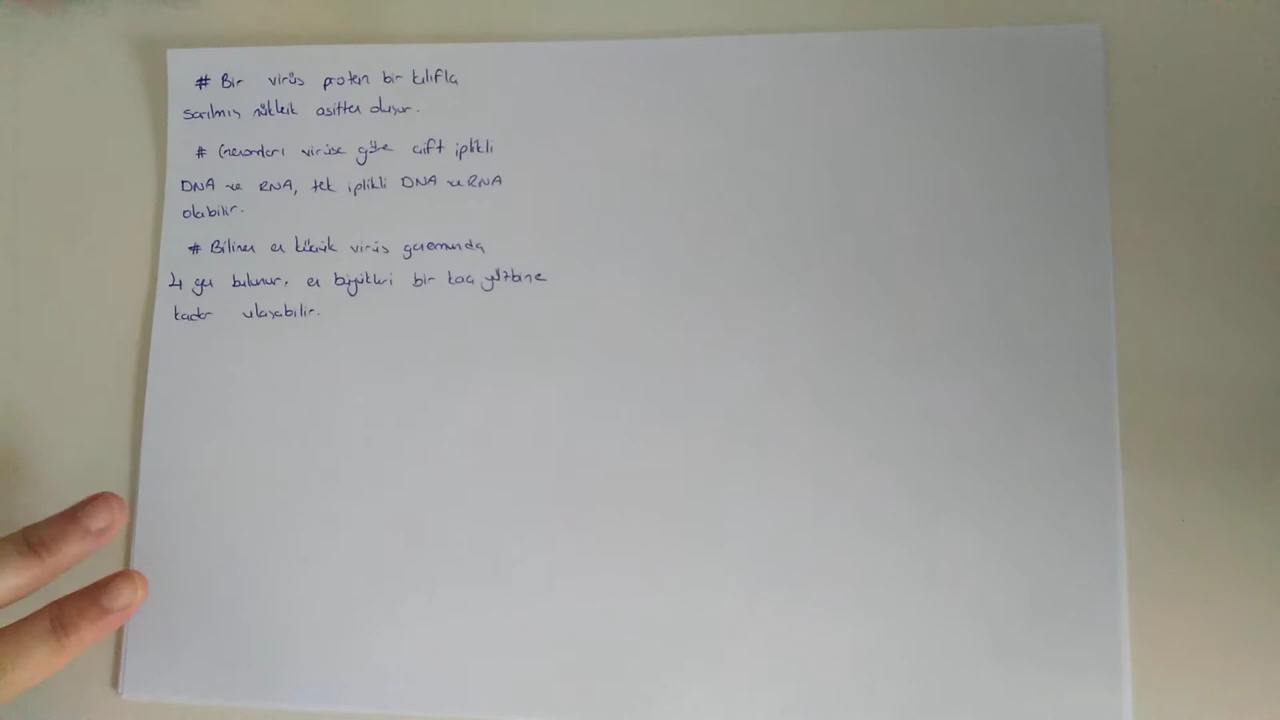 # Bir virüs protein bir kılıfla
sarılmış nükleik asitten oluşur.
# Genomları virüse göre çift iplikli
DNA ve RNA, tek iplikli DNA ve RNA
olabilir.
# Bilinen en küçük virüs genomunda
4 gen bulunur, en büyükleri bir kaç yüzbine
kadar ulaşabilir.